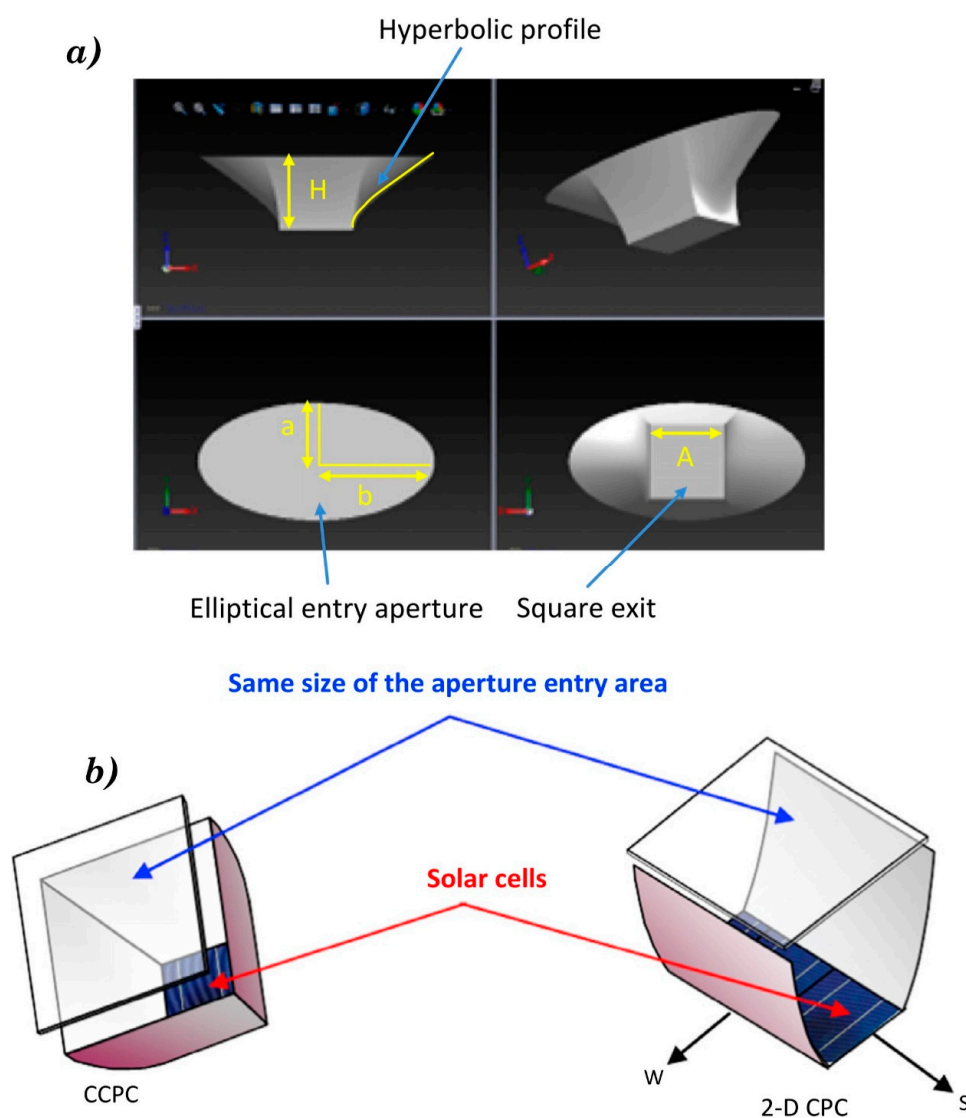 a)
Hyperbolic profile
H
a
b
A
Elliptical entry aperture
Square exit
Same size of the aperture entry area
b)
Solar cells
W
S
CCPC
2-D CPC